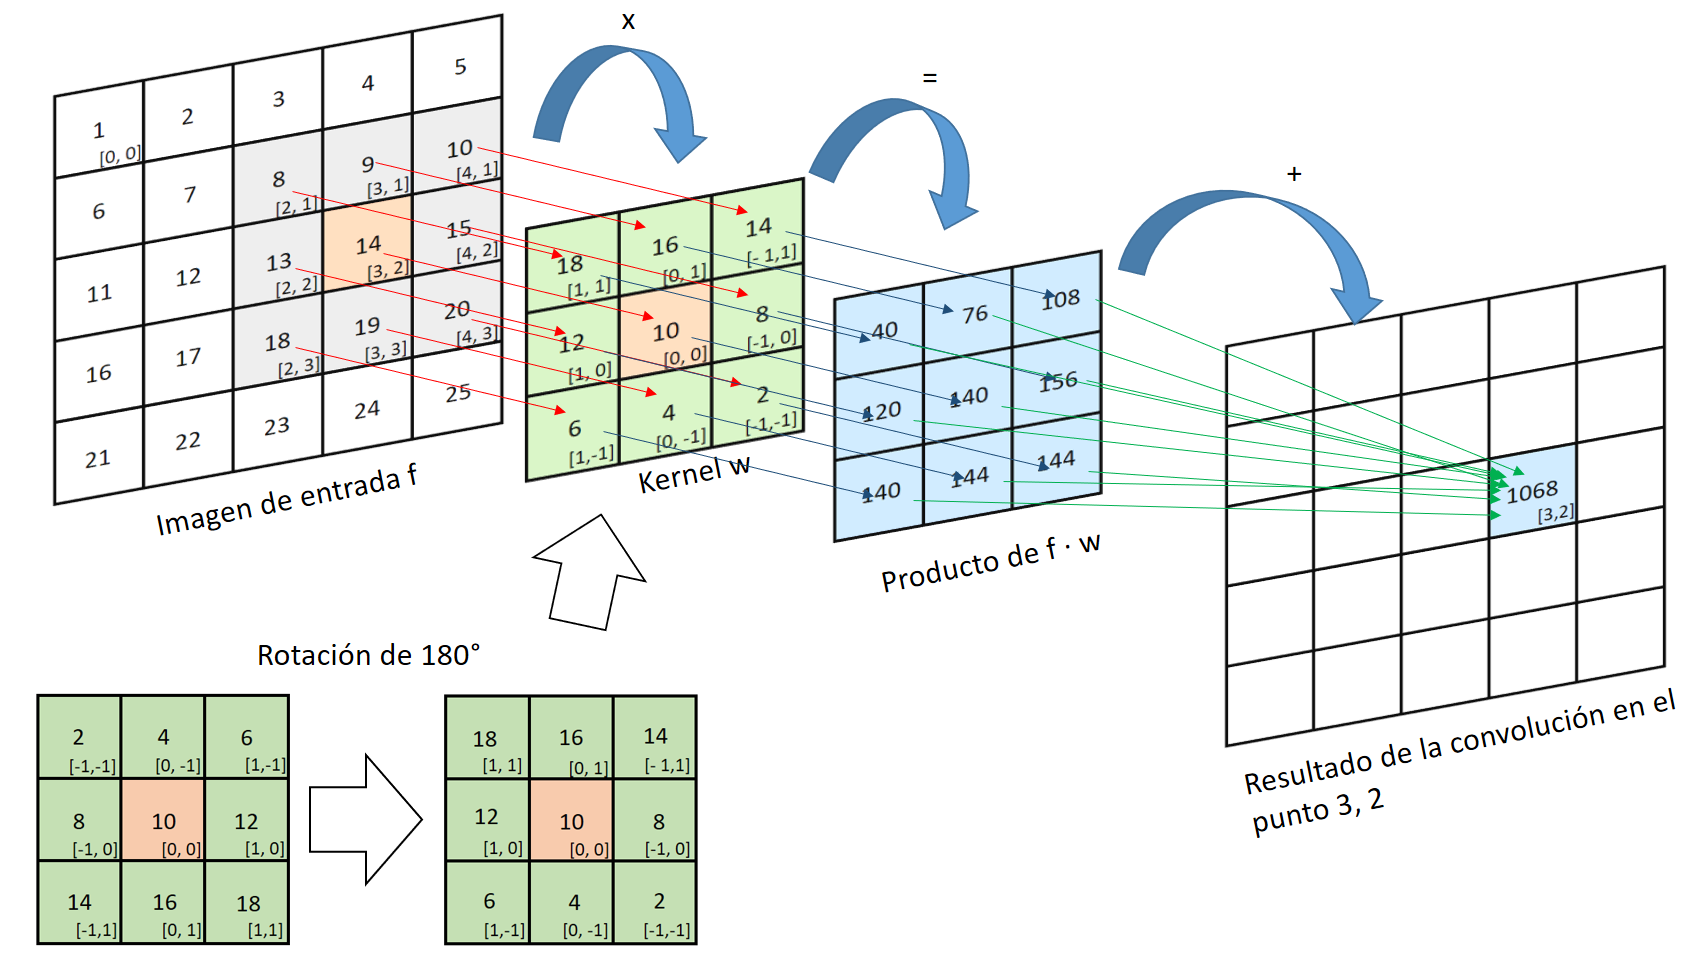 x
=
+
1 2 3 4 5
[0, 0]
6 7 8 9 10
[2, 1] [3, 1] [4, 1]
11 12 13 14 15
[2, 2] [3, 2] [4, 2]
16 17 18 19 20
[2, 3] [3, 3] [4, 3]
21 22 23 24 25
Imagen de entrada f
18 16 14
[1, 1] [0, 1] [- 1,1]
12 10 8
[1, 0] [0, 0] [-1, 0]
6 4 2
[1,-1] [0, -1] [-1,-1]
Kernel w
40 76 108
120 140 156
140 144 144
Producto de f · w
1068
[3,2]
Resultado de la convolución en el
punto 3, 2
Rotación de 180°
2 4 6
[-1,-1] [0, -1] [1,-1]
8 10 12
[-1, 0] [0, 0] [1, 0]
14 16 18
[-1,1] [0, 1] [1,1]
18 16 14
[1, 1] [0, 1] [- 1,1]
12 10 8
[1, 0] [0, 0] [-1, 0]
6 4 2
[1,-1] [0, -1] [-1,-1]